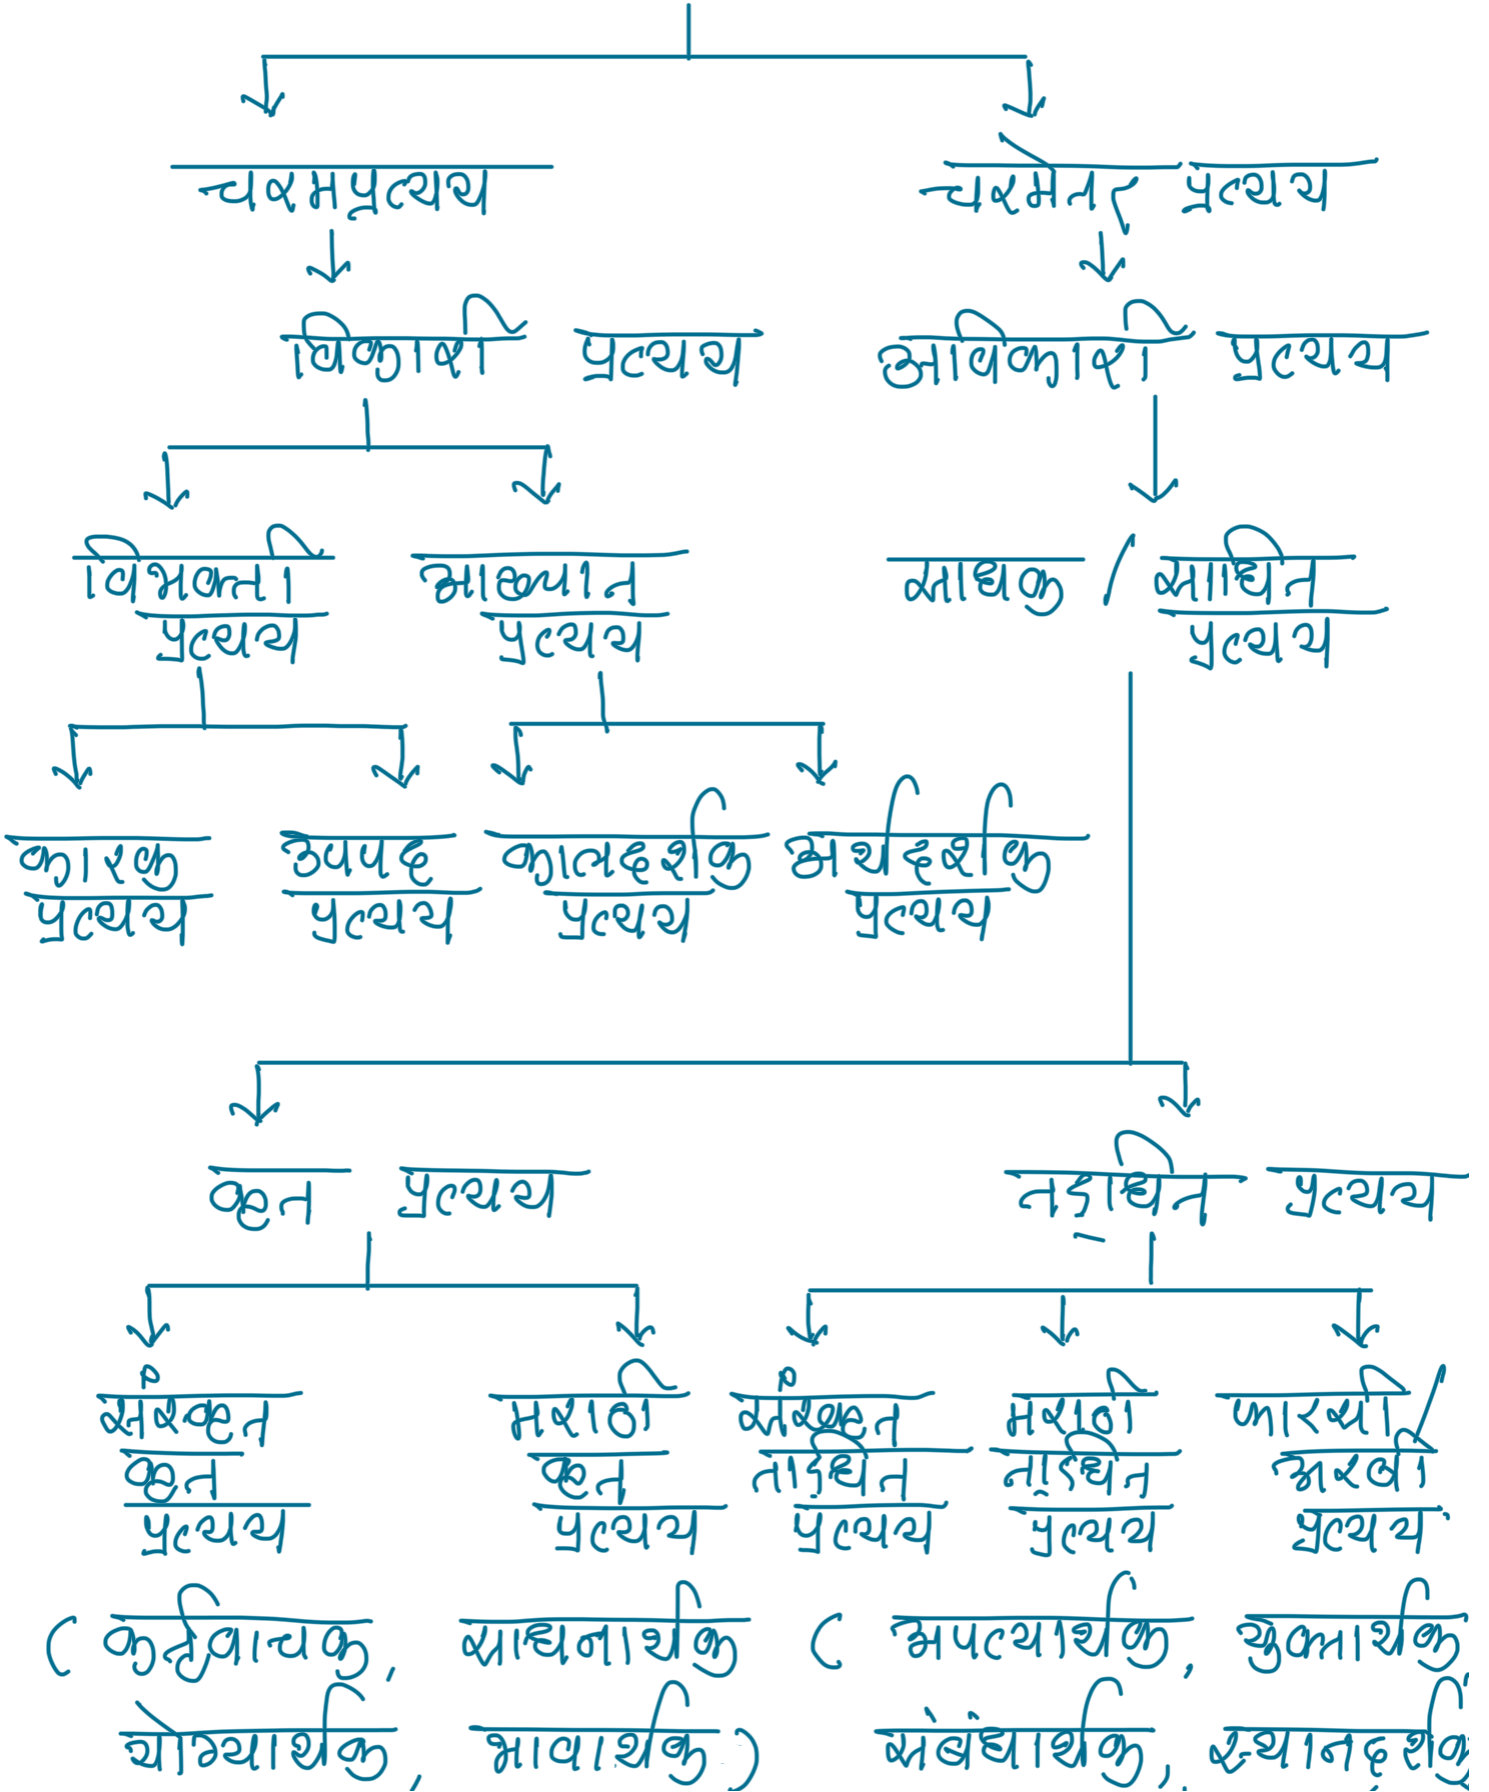 चरमप्रत्यय चरमेतर प्रत्यय
विकारी प्रत्यय अविकारी प्रत्यय
विभक्ती आख्यात साधक / साधित
प्रत्यय प्रत्यय प्रत्यय
कारक उपपद कालदर्शक अर्थदर्शक
प्रत्यय प्रत्यय प्रत्यय प्रत्यय
कृत प्रत्यय तद्धित प्रत्यय
संस्कृत मराठी संस्कृत मराठी फारसी /
कृत कृत तद्धित तद्धित अरबी
प्रत्यय प्रत्यय प्रत्यय प्रत्यय प्रत्यय
( कर्तृवाचक, साधनार्थक ( अपत्यार्थक, युक्तार्थक
योग्यार्थक, भावार्थक ) संबंधार्थक, स्थानदर्शक